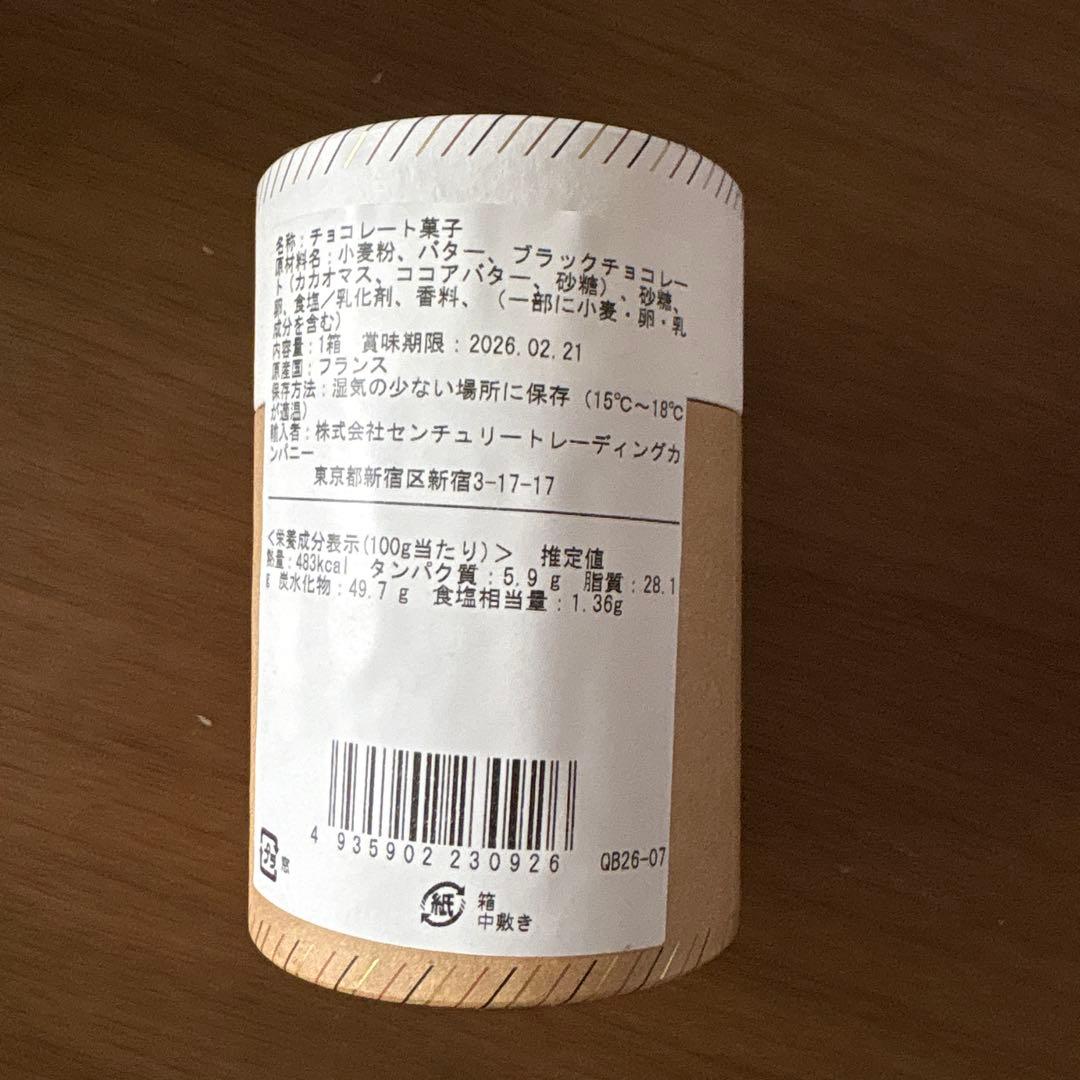 名称：チョコレート菓子
原材料名：小麦粉、バター、ブラックチョコレー
ト（カカオマス、ココアバター、砂糖）、砂糖、
卵、食塩／乳化剤、香料、（一部に小麦・卵・乳
成分を含む）
内容量：1箱　賞味期限：2026.02.21
原産国：フランス
保存方法：湿気の少ない場所に保存（15℃～18℃
が適温）
輸入者：株式会社センチュリートレーディングカ
ンパニー
東京都新宿区新宿3-17-17
＜栄養成分表示(100g当たり)＞　推定値
熱量：483kcal　タンパク質：5.9 g　脂質：28.1
g 炭水化物：49.7 g　食塩相当量：1.36g
4 935902 230926
QB26-07
プラ 窓
紙 箱
中敷き